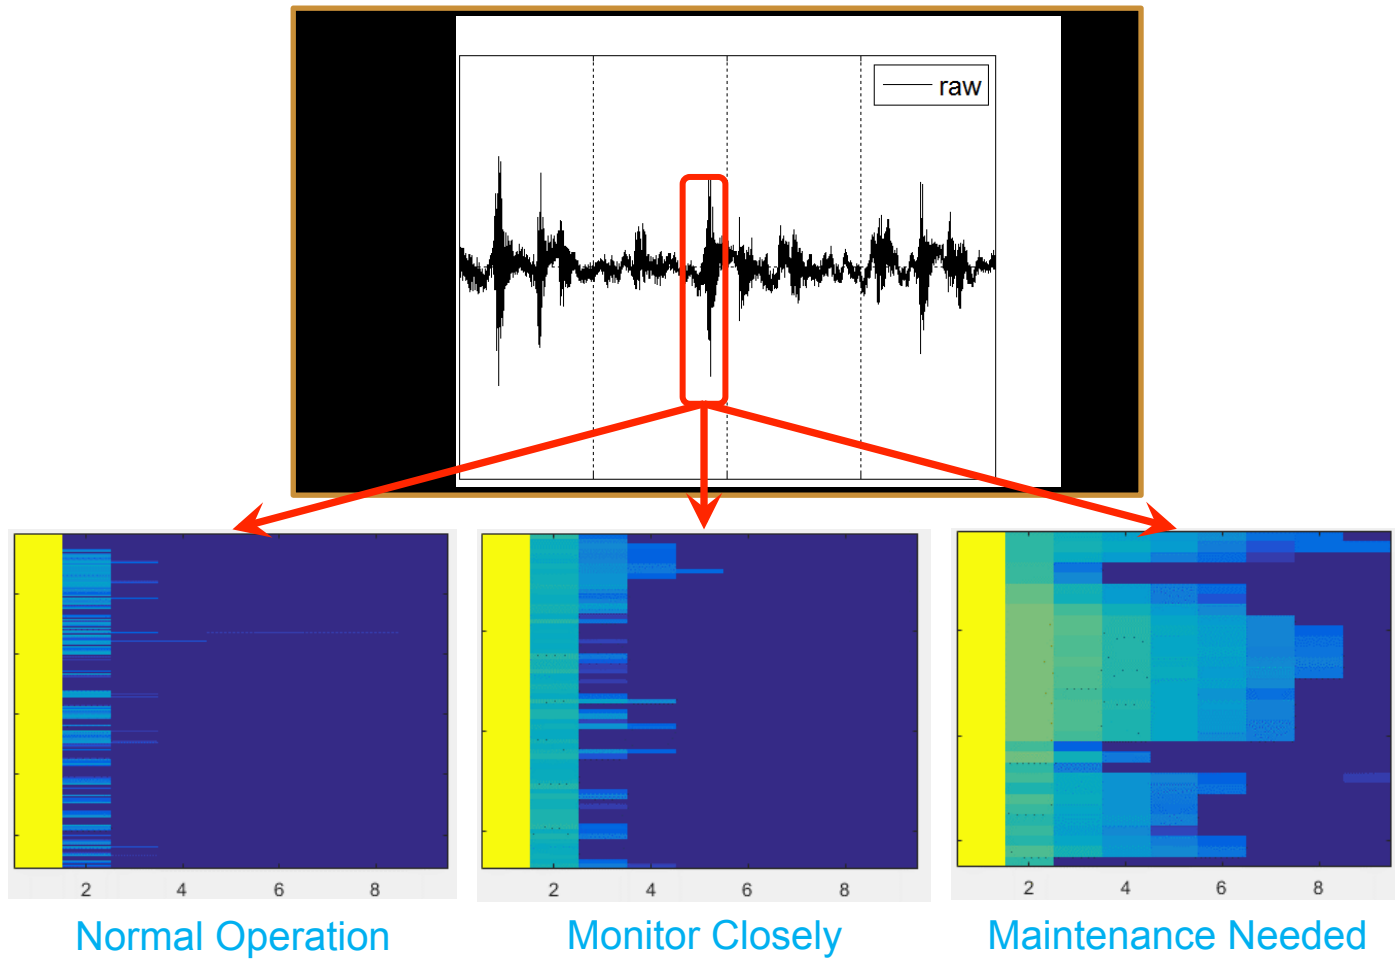 raw
2 4 6 8
2 4 6 8
2 4 6 8
Normal Operation
Monitor Closely
Maintenance Needed